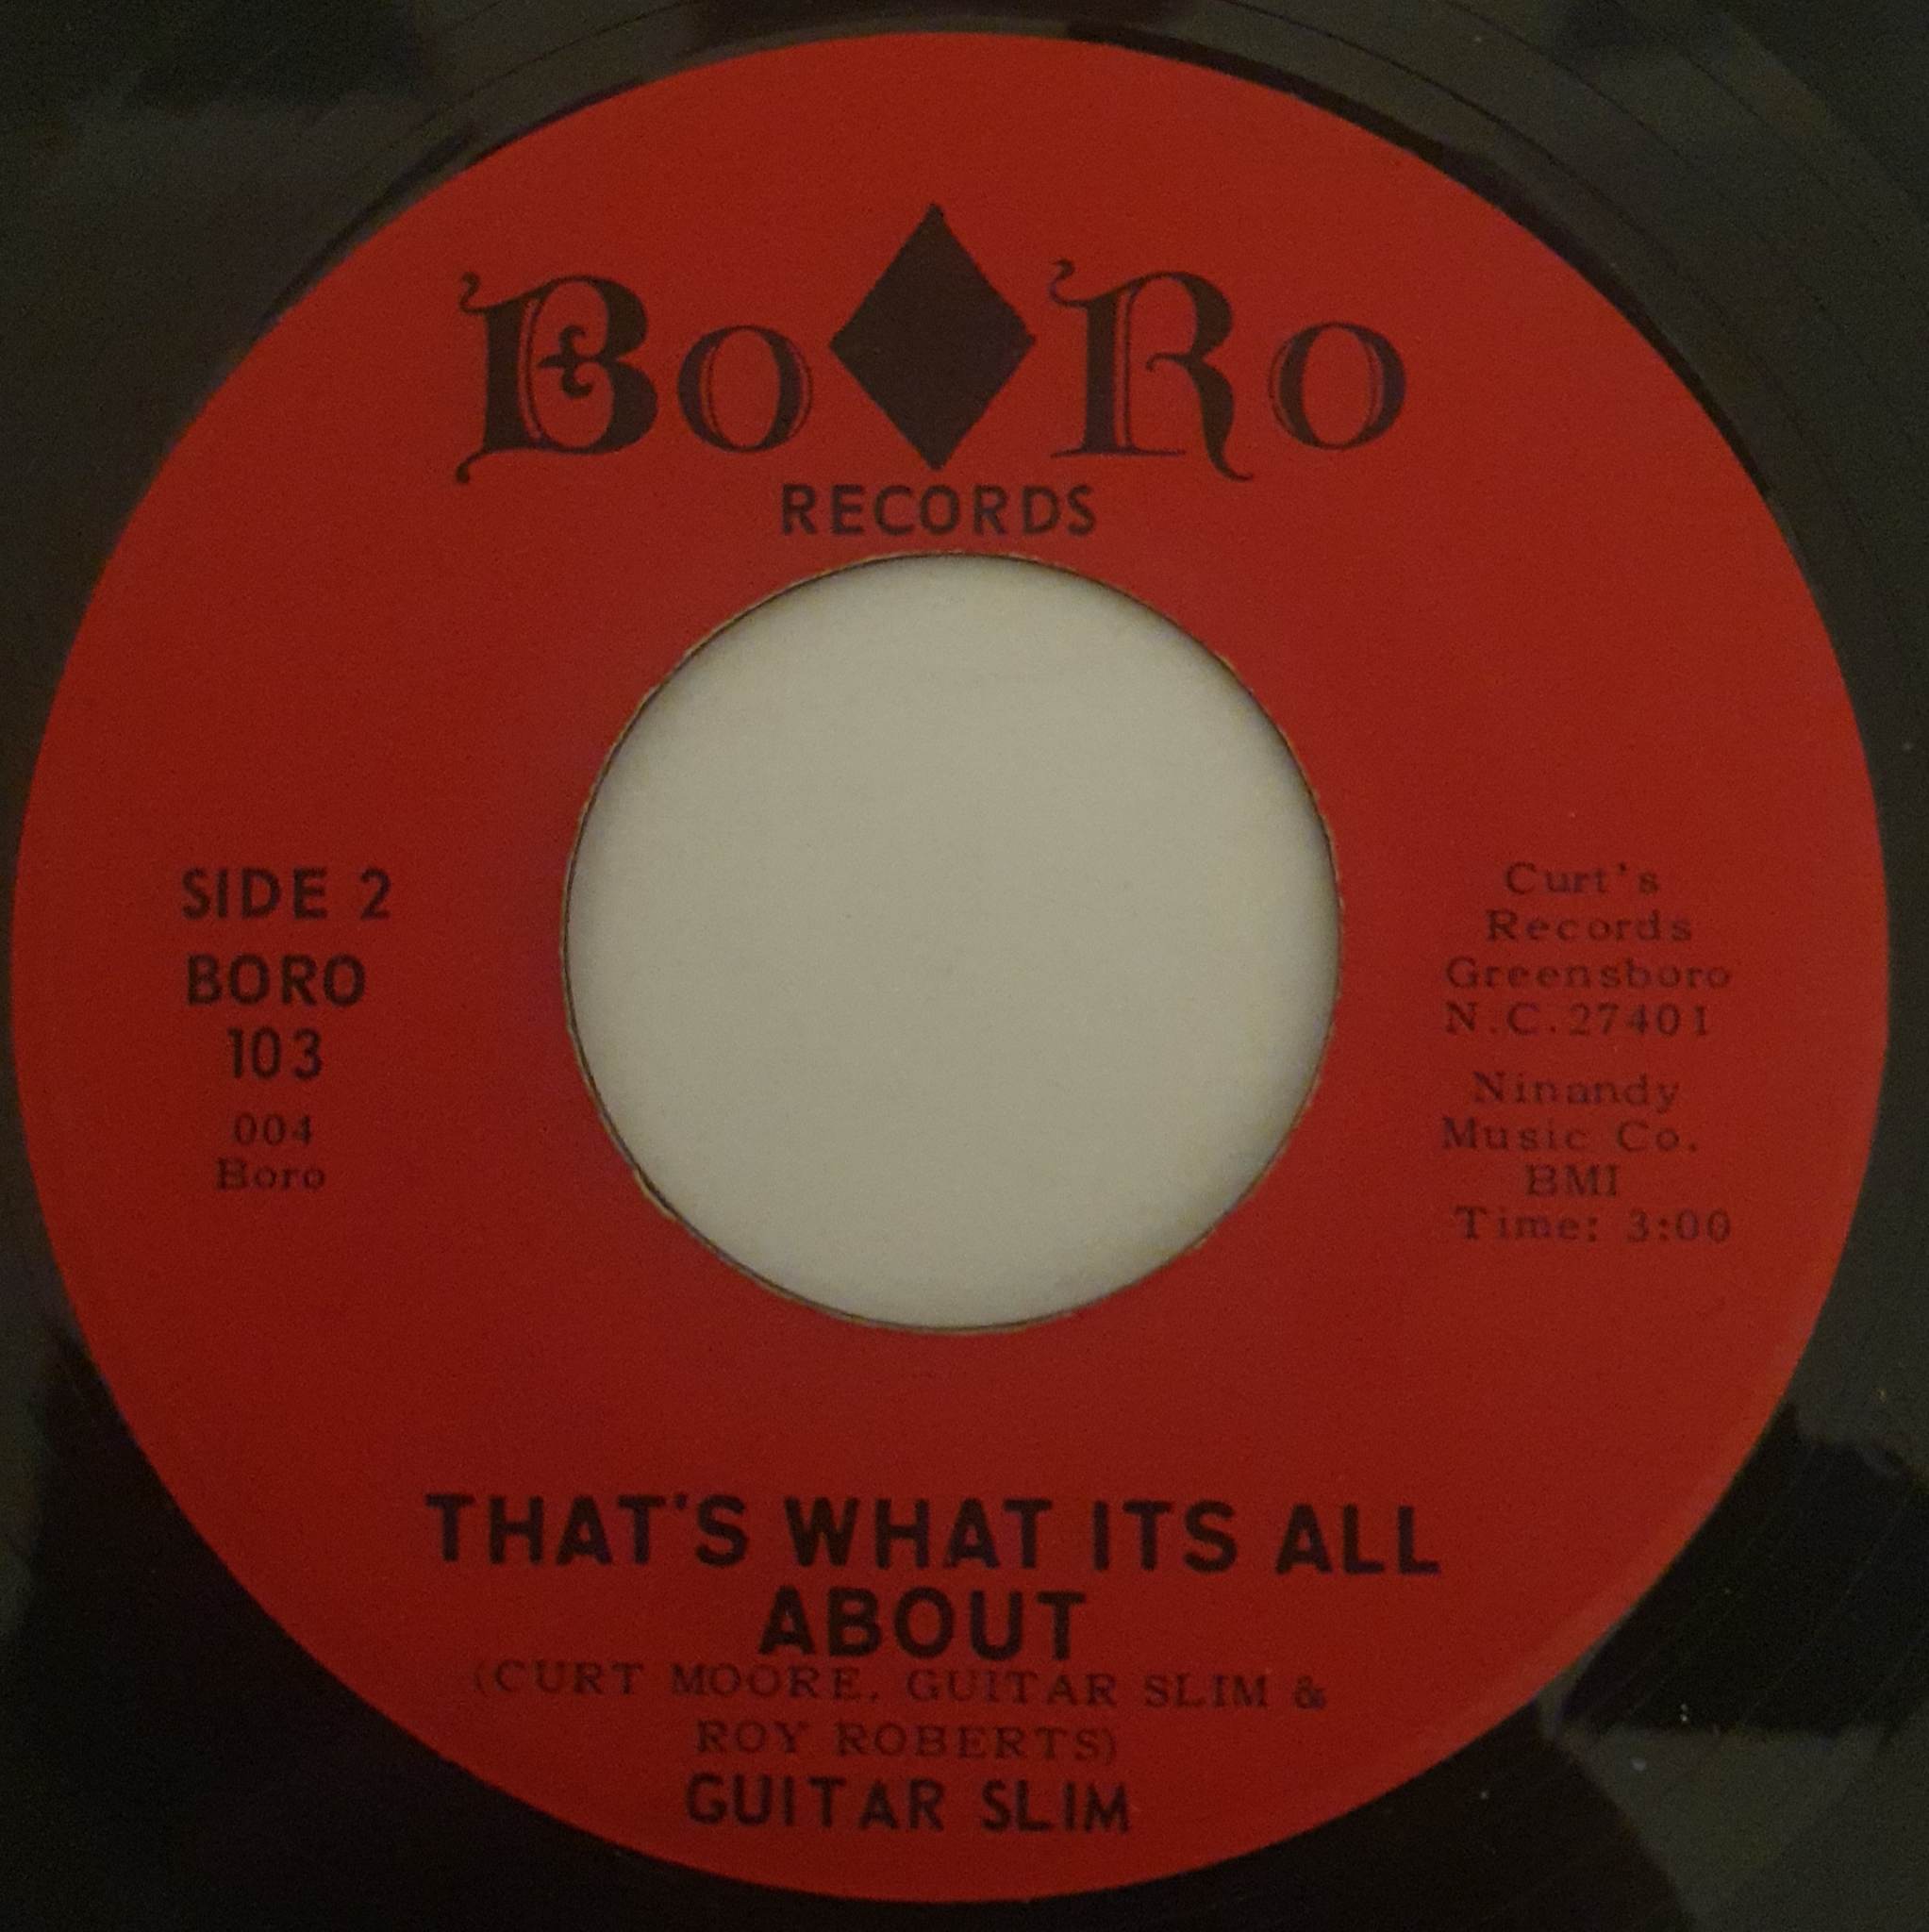 Bo Ro
RECORDS
SIDE 2
BORO
103
004
Boro
Curt's
Records
Greensboro
N.C.27401
Ninandy
Music Co.
BMI
Time: 3:00
THAT'S WHAT ITS ALL
ABOUT
(CURT MOORE, GUITAR SLIM &
ROY ROBERTS)
GUITAR SLIM